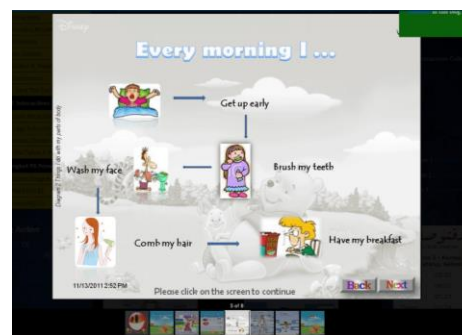 Disney
Every morning I ...
Get up early
Wash my face
Brush my teeth
Comb my hair
Have my breakfast
11/13/2011 2:52 PM
Please click on the screen to continue
Back Next